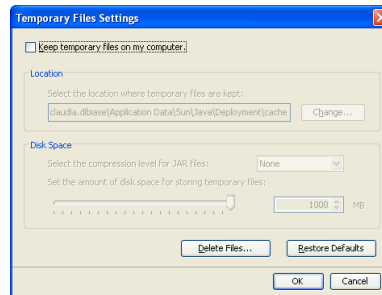 Temporary Files Settings
Keep temporary files on my computer.
Location
Select the location where temporary files are kept:
claudia.dibiase\Application Data\Sun\Java\Deployment\cache
Change...
Disk Space
Select the compression level for JAR files:
None
Set the amount of disk space for storing temporary files:
1000
MB
Delete Files...
Restore Defaults
OK
Cancel